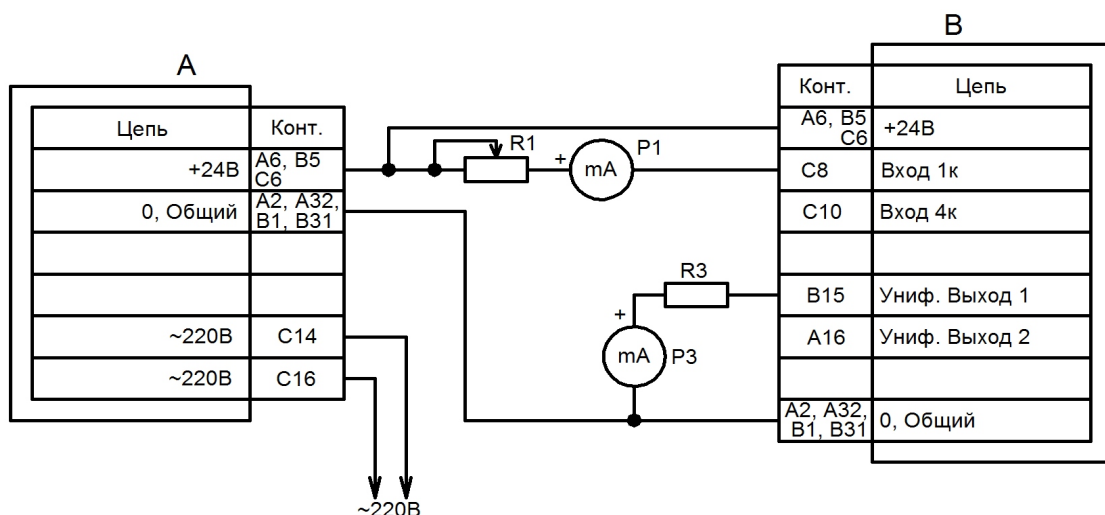 A
Цепь Конт.
+24В A6, B5
C6
0, Общий A2, A32,
B1, B31
~220В C14
~220В C16
~220В
R1
+ mA P1
R3
+
mA P3
B
Конт. Цепь
A6, B5
C6 +24В
C8 Вход 1к
C10 Вход 4к
B15 Униф. Выход 1
A16 Униф. Выход 2
A2, A32,
B1, B31 0, Общий